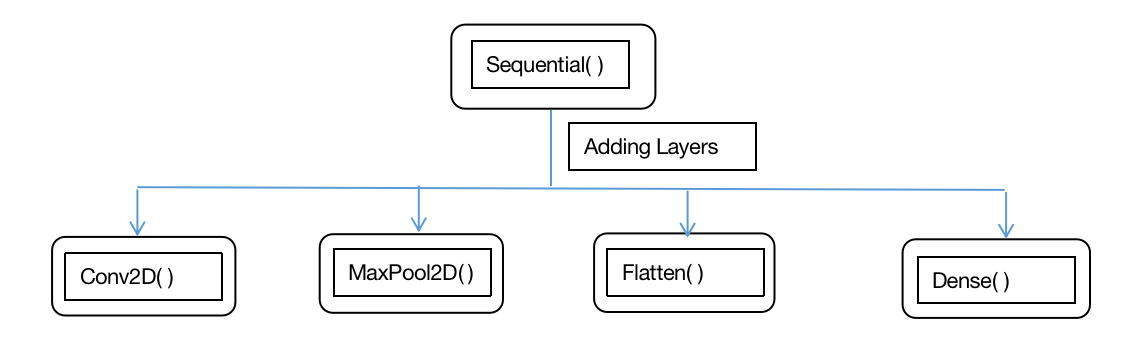 Sequential( )
Adding Layers
Conv2D( )
MaxPool2D( )
Flatten( )
Dense( )